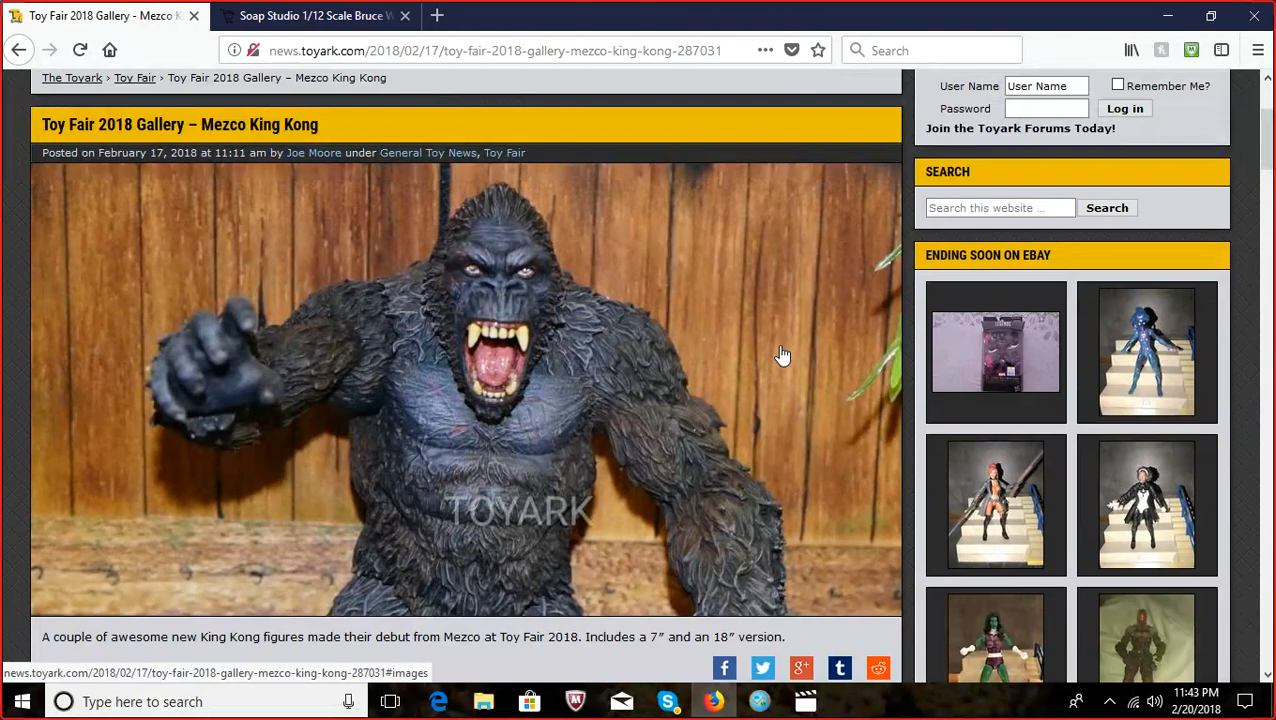 Toy Fair 2018 Gallery – Mezco K
Soap Studio 1/12 Scale Bruce W
news.toyark.com/2018/02/17/toy-fair-2018-gallery-mezco-king-kong-287031
Search
The Toyark › Toy Fair › Toy Fair 2018 Gallery – Mezco King Kong
User Name User Name Remember Me?
Password Log in
Join the Toyark Forums Today!
Toy Fair 2018 Gallery – Mezco King Kong
Posted on February 17, 2018 at 11:11 am by Joe Moore under General Toy News, Toy Fair
SEARCH
Search this website ... Search
ENDING SOON ON EBAY
TOYARK
A couple of awesome new King Kong figures made their debut from Mezco at Toy Fair 2018. Includes a 7″ and an 18″ version.
news.toyark.com/2018/02/17/toy-fair-2018-gallery-mezco-king-kong-287031#images
Type here to search
11:43 PM
2/20/2018